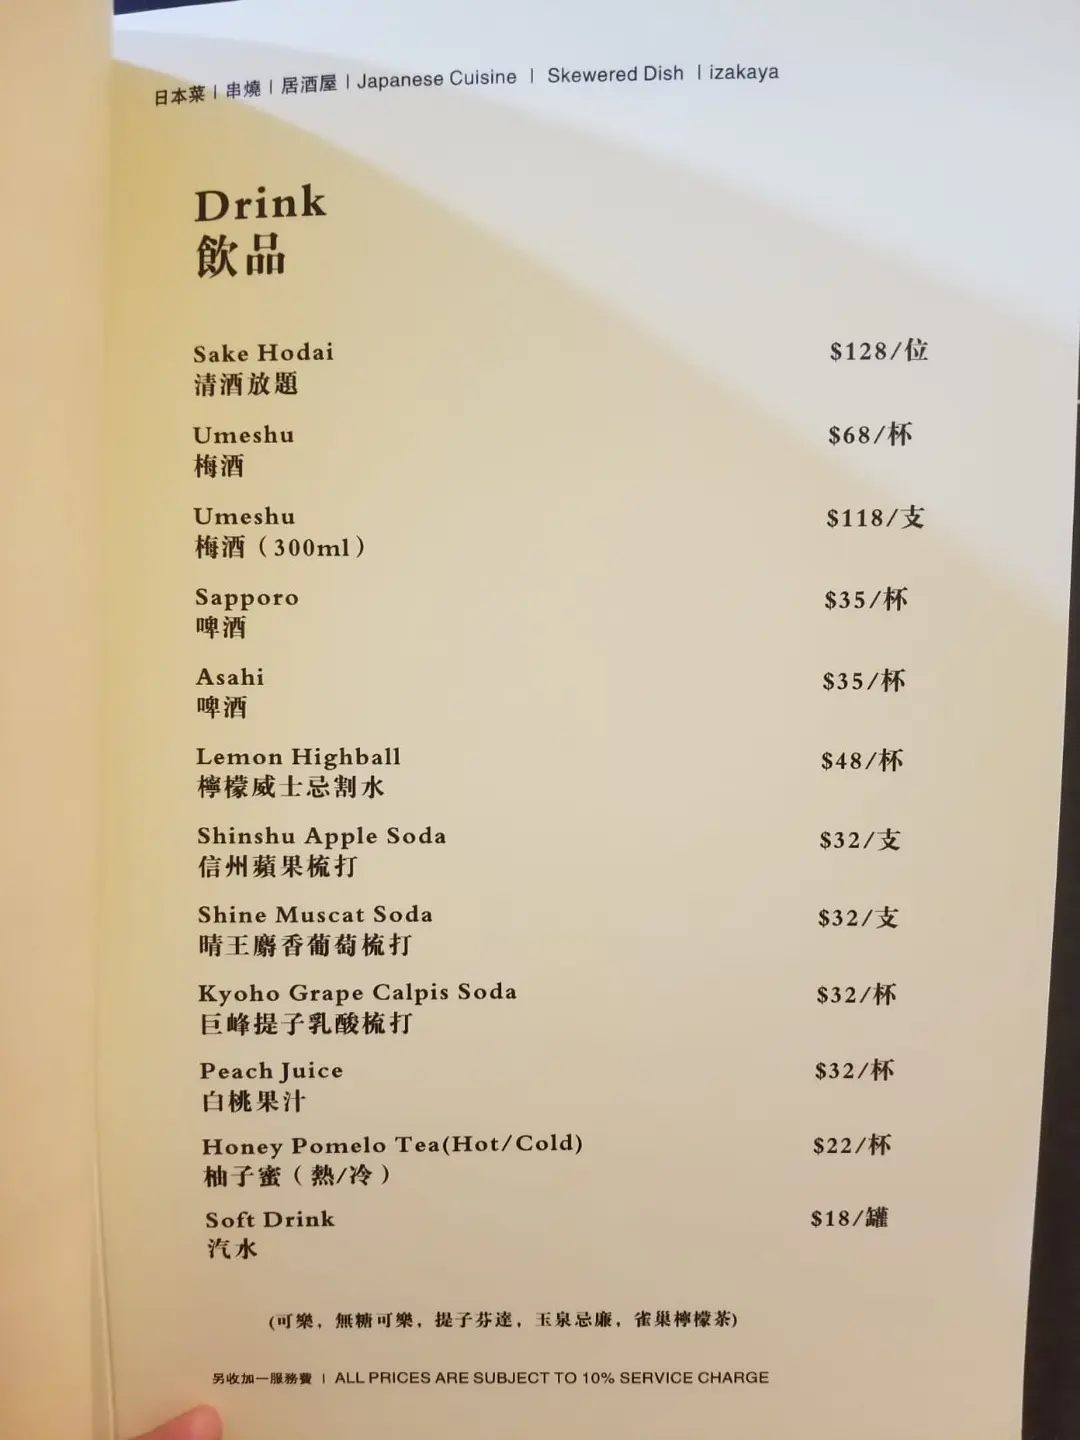 日本菜 | 串燒 | 居酒屋 | Japanese Cuisine | Skewered Dish | izakaya
Drink
飲品
Sake Hodai $128/位
清酒放題
Umeshu $68/杯
梅酒
Umeshu $118/支
梅酒（300ml）
Sapporo $35/杯
啤酒
Asahi $35/杯
啤酒
Lemon Highball $48/杯
檸檬威士忌割水
Shinshu Apple Soda $32/支
信州蘋果梳打
Shine Muscat Soda $32/支
晴王麝香葡萄梳打
Kyoho Grape Calpis Soda $32/杯
巨峰提子乳酸梳打
Peach Juice $32/杯
白桃果汁
Honey Pomelo Tea(Hot/Cold) $22/杯
柚子蜜（熱/冷）
Soft Drink $18/罐
汽水
(可樂，無糖可樂，提子芬達，玉泉忌廉，雀巢檸檬茶)
另收加一服務費 | ALL PRICES ARE SUBJECT TO 10% SERVICE CHARGE